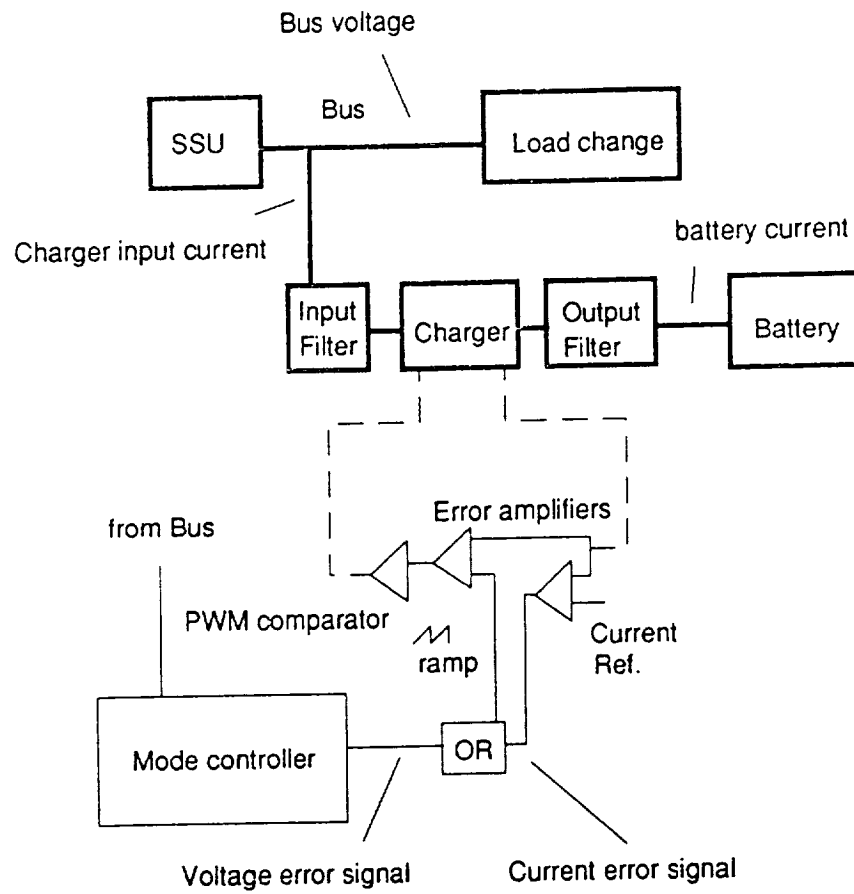 Bus voltage
Bus
SSU
Load change
Charger input current
battery current
Input
Filter
Charger
Output
Filter
Battery
Error amplifiers
from Bus
PWM comparator
ramp
Current
Ref.
Mode controller
OR
Voltage error signal
Current error signal